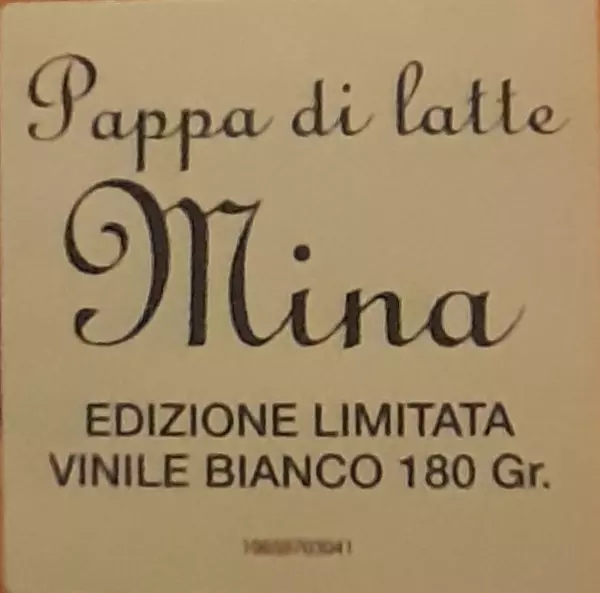 Pappa di latte
Mina
EDIZIONE LIMITATA
VINILE BIANCO 180 Gr.